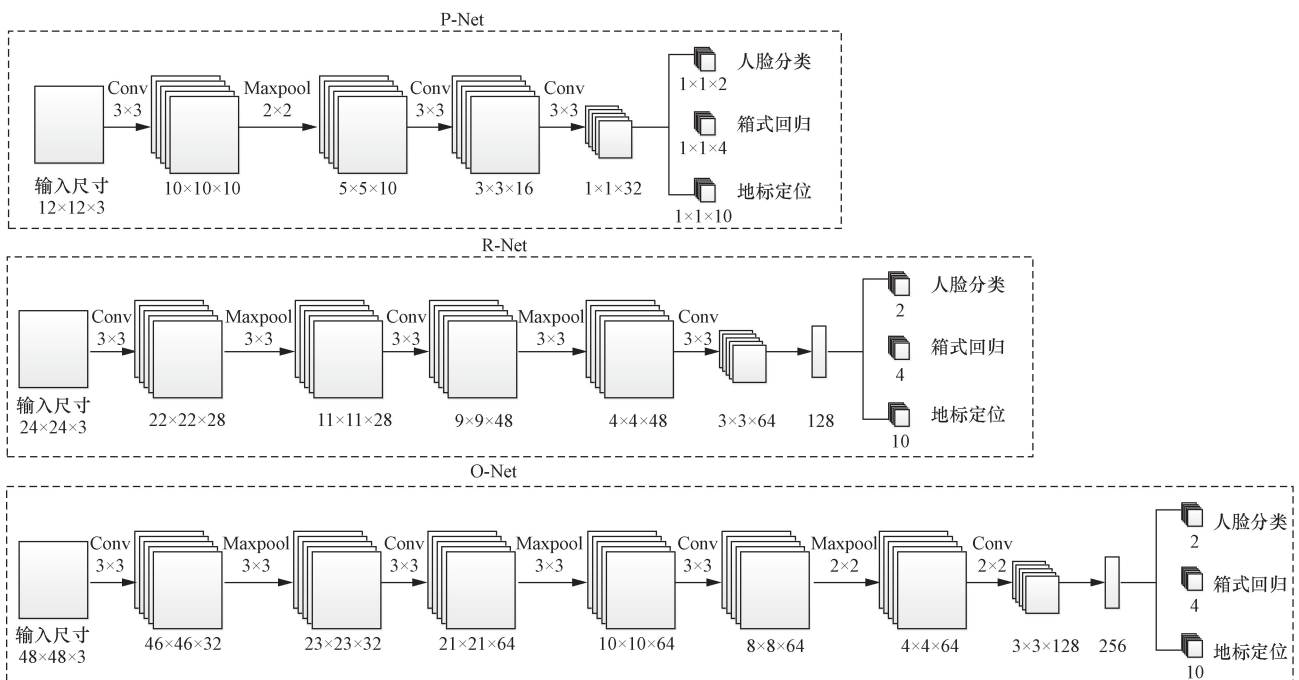 P-Net
Conv
3×3
Maxpool
2×2
Conv
3×3
Conv
3×3
输入尺寸
12×12×3
10×10×10
5×5×10
3×3×16
1×1×32
人脸分类
1×1×2
箱式回归
1×1×4
地标定位
1×1×10
R-Net
Conv
3×3
Maxpool
3×3
Conv
3×3
Maxpool
3×3
Conv
3×3
输入尺寸
24×24×3
22×22×28
11×11×28
9×9×48
4×4×48
3×3×64
128
人脸分类
2
箱式回归
4
地标定位
10
O-Net
Conv
3×3
Maxpool
3×3
Conv
3×3
Maxpool
3×3
Conv
3×3
Maxpool
2×2
Conv
2×2
输入尺寸
48×48×3
46×46×32
23×23×32
21×21×64
10×10×64
8×8×64
4×4×64
3×3×128
256
人脸分类
2
箱式回归
4
地标定位
10